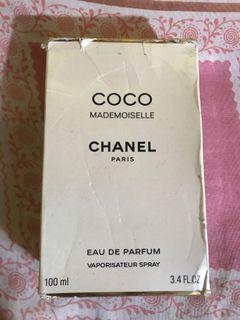 COCO
MADEMOISELLE
CHANEL
PARIS
EAU DE PARFUM
VAPORISATEUR SPRAY
100 ml 3.4 FL.OZ